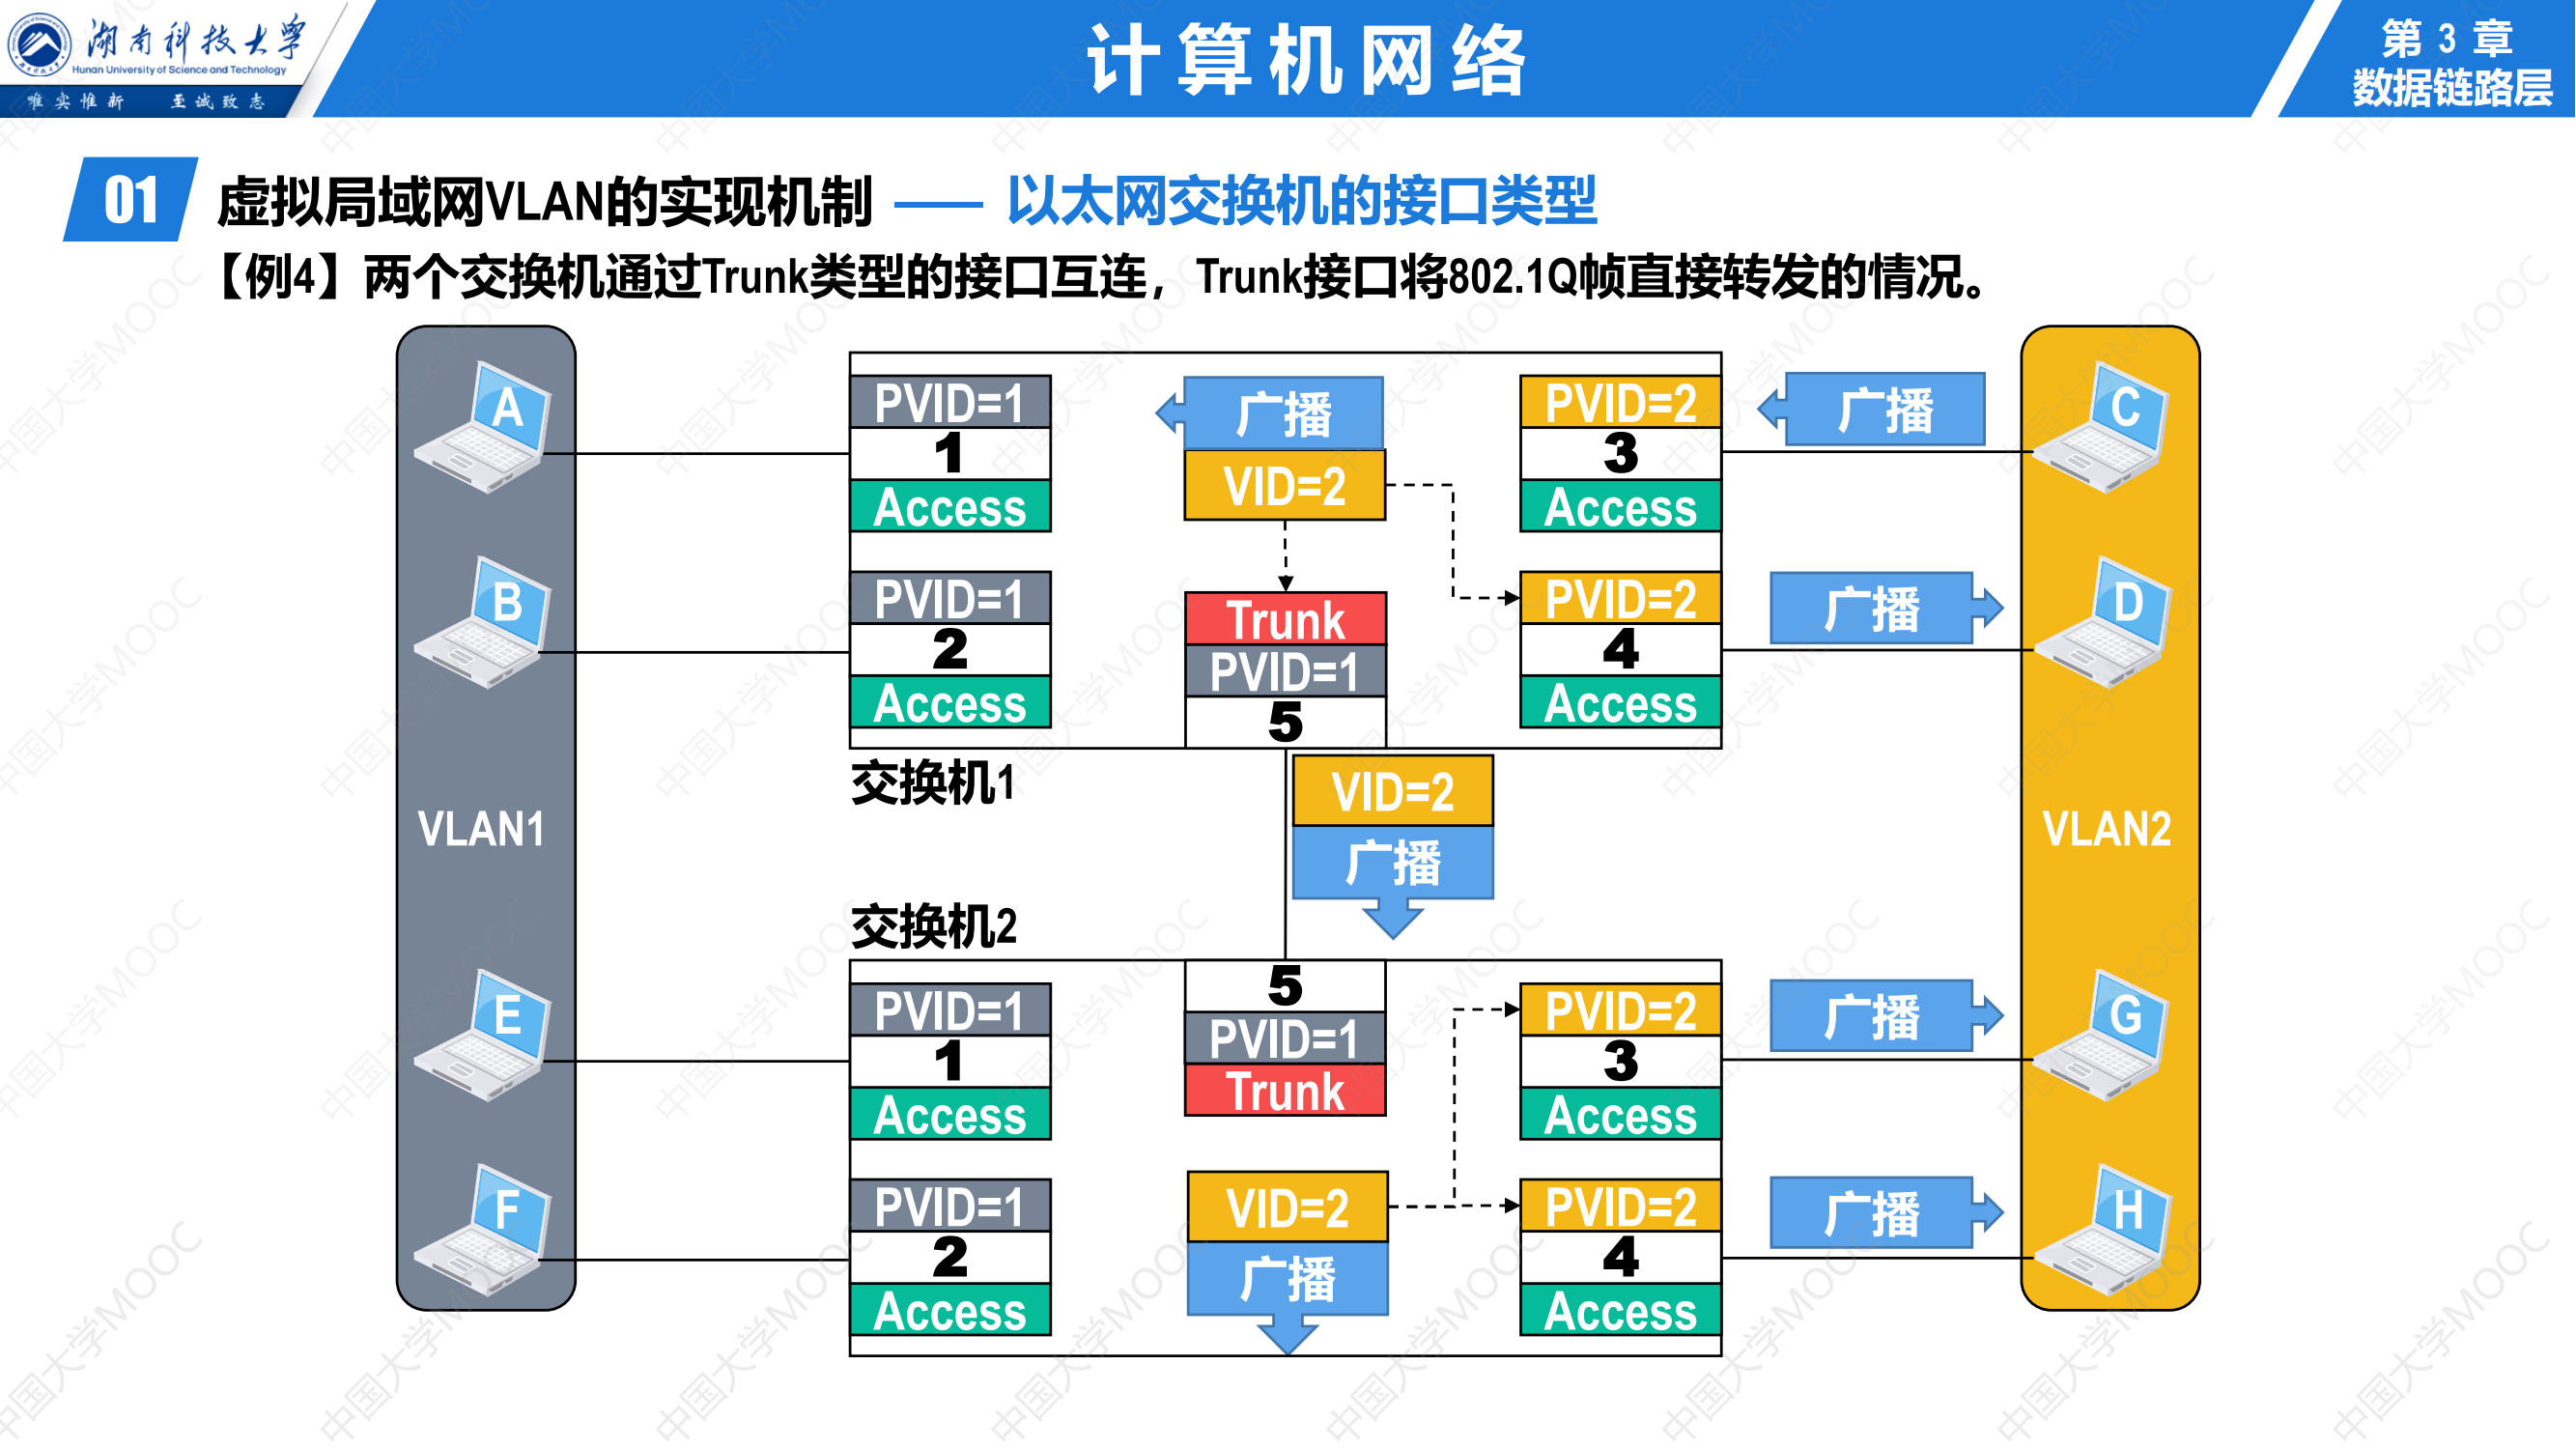 湖南科技大学
Hunan University of Science and Technology
唯实惟新 至诚致志
计算机网络
第 3 章
数据链路层
01 虚拟局域网VLAN的实现机制 —— 以太网交换机的接口类型
【例4】两个交换机通过Trunk类型的接口互连，Trunk接口将802.1Q帧直接转发的情况。
A
PVID=1
1
Access
广播
VID=2
PVID=2
3
Access
广播
C
B
PVID=1
2
Access
Trunk
PVID=1
5
PVID=2
4
Access
广播
D
交换机1
VID=2
广播
VLAN1
VLAN2
交换机2
E
PVID=1
1
Access
5
PVID=1
Trunk
PVID=2
3
Access
广播
G
F
PVID=1
2
Access
VID=2
广播
PVID=2
4
Access
广播
H
中国大学MOOC